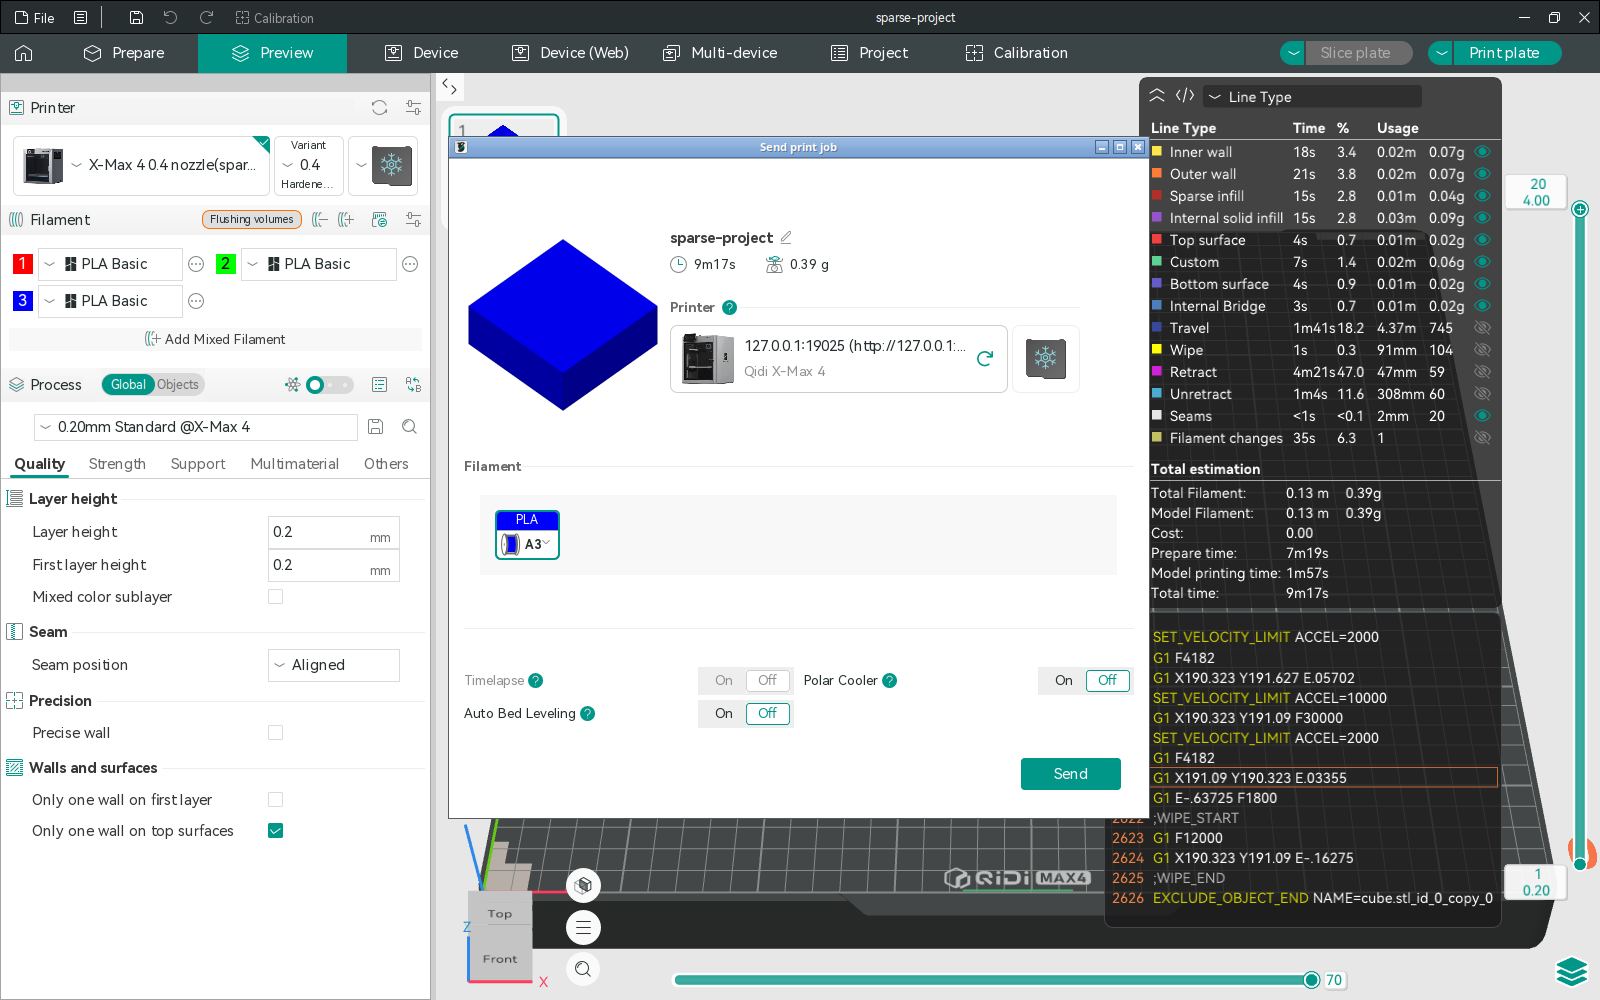 File
Calibration
sparse-project
Prepare
Preview
Device
Device (Web)
Multi-device
Project
Calibration
Slice plate
Print plate
Printer
X-Max 4 0.4 nozzle(spar...
Variant
0.4
Hardene...
Filament
Flushing volumes
1 PLA Basic
2 PLA Basic
3 PLA Basic
Add Mixed Filament
Process
Global
Objects
0.20mm Standard @X-Max 4
Quality
Strength
Support
Multimaterial
Others
Layer height
Layer height 0.2 mm
First layer height 0.2 mm
Mixed color sublayer
Seam
Seam position Aligned
Precision
Precise wall
Walls and surfaces
Only one wall on first layer
Only one wall on top surfaces
1
Send print job
sparse-project
9m17s 0.39 g
Printer ?
127.0.0.1:19025 (http://127.0.0.1:...
Qidi X-Max 4
Filament
PLA
A3
Timelapse ? On Off
Polar Cooler ? On Off
Auto Bed Leveling ? On Off
Send
Line Type
Line Type Time % Usage
Inner wall 18s 3.4 0.02m 0.07g
Outer wall 21s 3.8 0.02m 0.07g
Sparse infill 15s 2.8 0.01m 0.04g
Internal solid infill 15s 2.8 0.03m 0.09g
Top surface 4s 0.7 0.01m 0.02g
Custom 7s 1.4 0.02m 0.06g
Bottom surface 4s 0.9 0.01m 0.02g
Internal Bridge 3s 0.7 0.01m 0.02g
Travel 1m41s 18.2 4.37m 745
Wipe 1s 0.3 91mm 104
Retract 4m21s 47.0 47mm 59
Unretract 1m4s 11.6 308mm 60
Seams <1s <0.1 2mm 20
Filament changes 35s 6.3 1
Total estimation
Total Filament: 0.13 m 0.39g
Model Filament: 0.13 m 0.39g
Cost: 0.00
Prepare time: 7m19s
Model printing time: 1m57s
Total time: 9m17s
SET_VELOCITY_LIMIT ACCEL=2000
G1 F4182
G1 X190.323 Y191.627 E.05702
SET_VELOCITY_LIMIT ACCEL=10000
G1 X190.323 Y191.09 F30000
SET_VELOCITY_LIMIT ACCEL=2000
G1 F4182
G1 X191.09 Y190.323 E.03355
G1 E-.63725 F1800
2622 ;WIPE_START
2623 G1 F12000
2624 G1 X190.323 Y191.09 E-.16275
2625 ;WIPE_END
2626 EXCLUDE_OBJECT_END NAME=cube.stl_id_0_copy_0
20
4.00
1
0.20
QIDI MAX4
Top
Front
Z
X
70